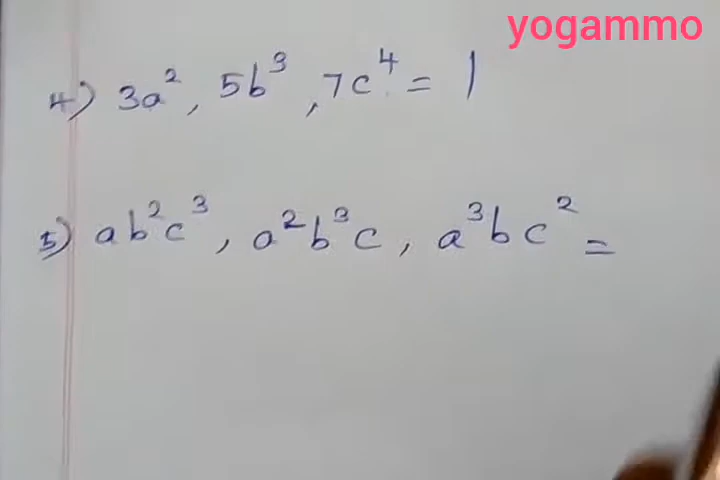 yogammo
4) 3a², 5b³, 7c⁴ = 1
5) ab²c³, a²b³c, a³bc² =